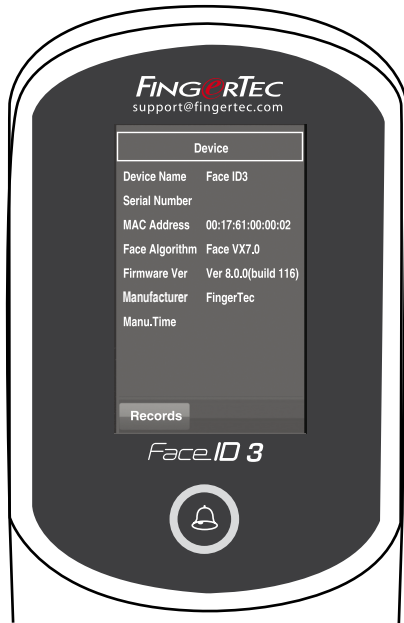 FINGERTEC
support@fingertec.com
Device
Device Name Face ID3
Serial Number
MAC Address 00:17:61:00:00:02
Face Algorithm Face VX7.0
Firmware Ver Ver 8.0.0(build 116)
Manufacturer FingerTec
Manu.Time
Records
Face ID 3